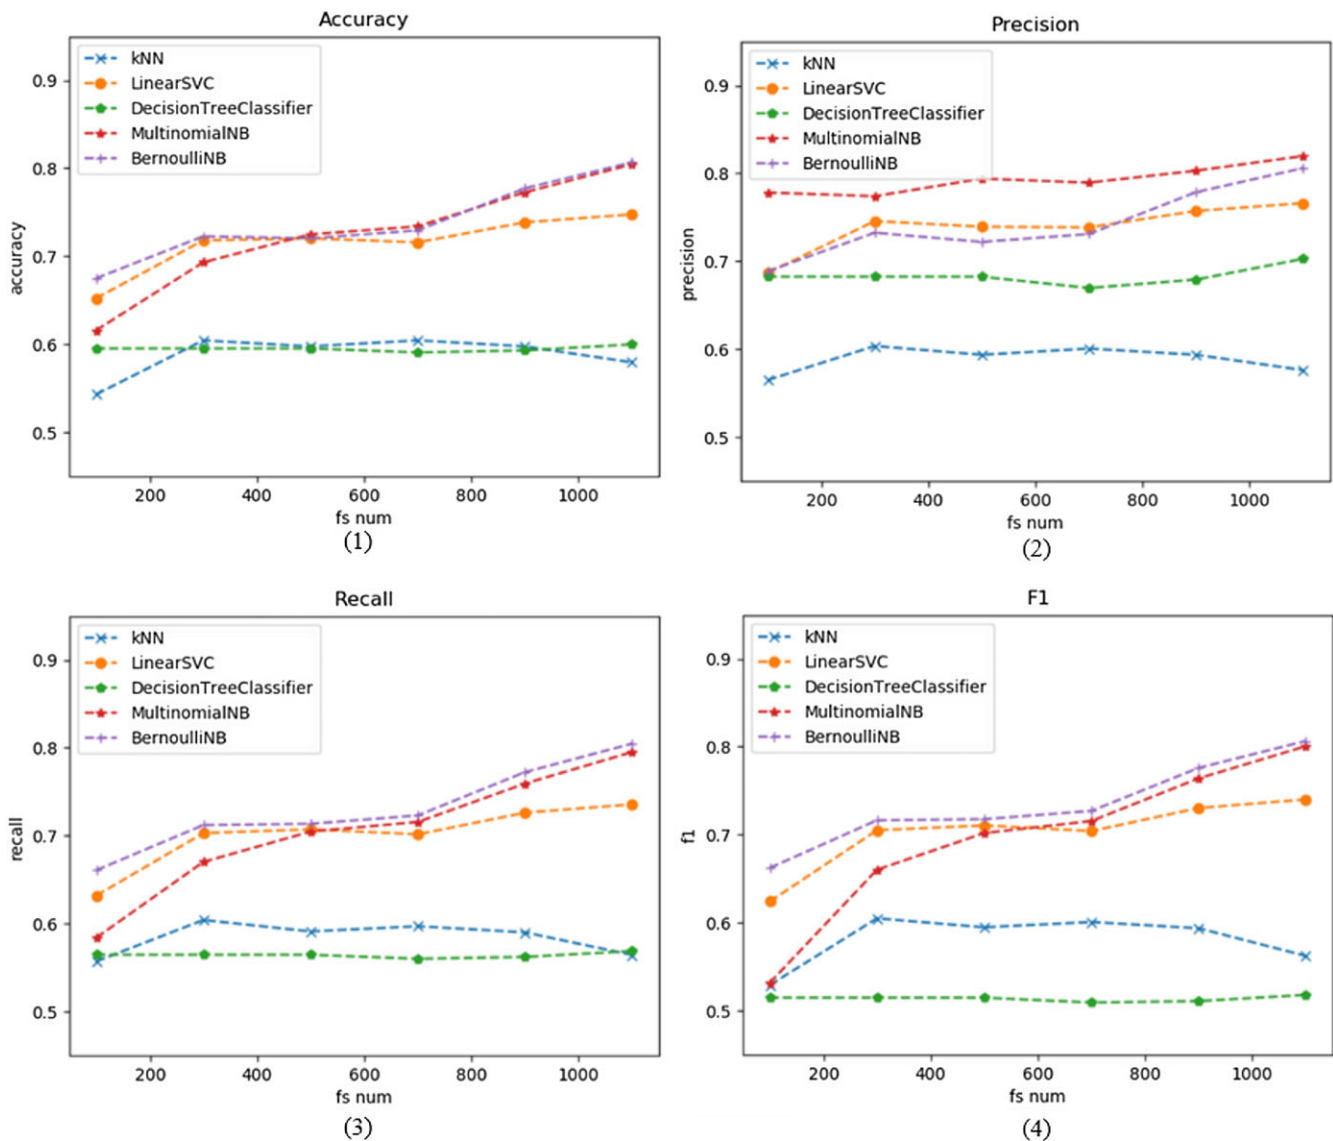 Accuracy
kNN
LinearSVC
DecisionTreeClassifier
MultinomialNB
BernoulliNB
0.9
0.8
0.7
0.6
0.5
accuracy
200 400 600 800 1000
fs num
(1)
Precision
kNN
LinearSVC
DecisionTreeClassifier
MultinomialNB
BernoulliNB
0.9
0.8
0.7
0.6
0.5
precision
200 400 600 800 1000
fs num
(2)
Recall
kNN
LinearSVC
DecisionTreeClassifier
MultinomialNB
BernoulliNB
0.9
0.8
0.7
0.6
0.5
recall
200 400 600 800 1000
fs num
(3)
F1
kNN
LinearSVC
DecisionTreeClassifier
MultinomialNB
BernoulliNB
0.9
0.8
0.7
0.6
0.5
f1
200 400 600 800 1000
fs num
(4)